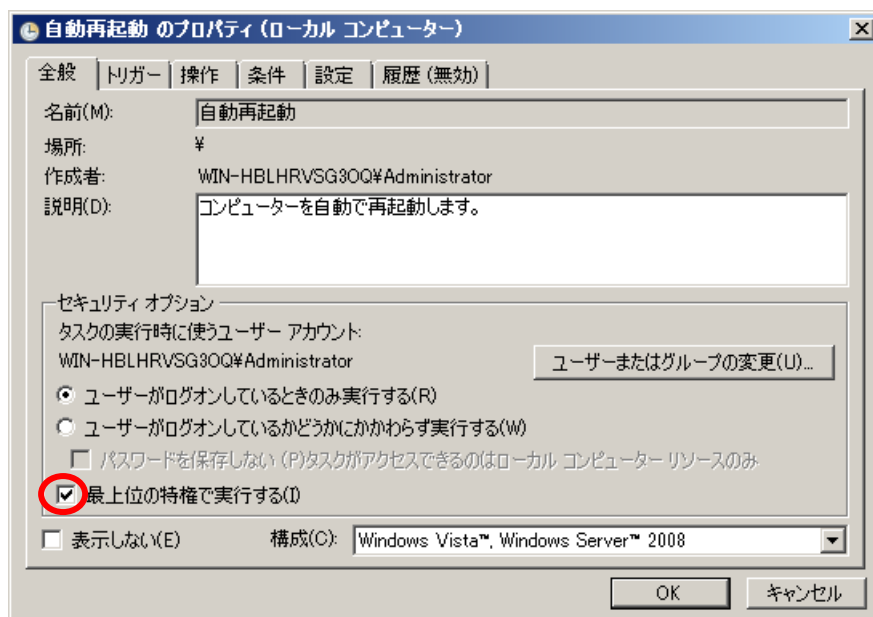 自動再起動 のプロパティ (ローカル コンピューター)
全般 トリガー 操作 条件 設定 履歴 (無効)
名前(M): 自動再起動
場所: ¥
作成者: WIN-HBLHRVSG3OQ¥Administrator
説明(D): コンピューターを自動で再起動します。
セキュリティ オプション
タスクの実行時に使うユーザー アカウント:
WIN-HBLHRVSG3OQ¥Administrator ユーザーまたはグループの変更(U)...
ユーザーがログオンしているときのみ実行する(R)
ユーザーがログオンしているかどうかにかかわらず実行する(W)
パスワードを保存しない (P)タスクがアクセスできるのはローカル コンピューター リソースのみ
最上位の特権で実行する(I)
表示しない(E) 構成(C): Windows Vista™, Windows Server™ 2008
OK キャンセル